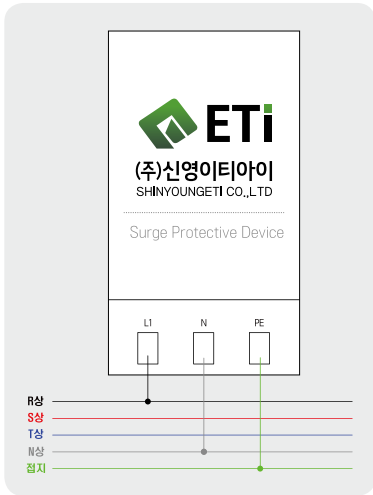 ETi
(주)신영이티아이
SHINYOUNGETI CO.,LTD
Surge Protective Device
L1 N PE
R상
S상
T상
N상
접지